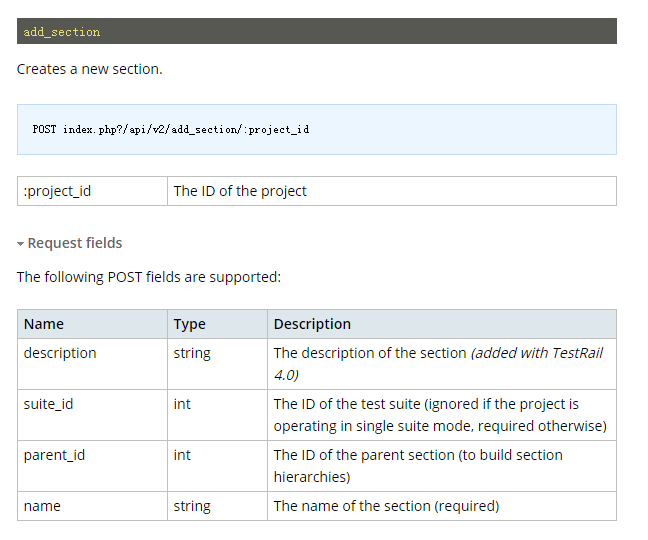 add_section
Creates a new section.
POST index.php?/api/v2/add_section/:project_id
:project_id The ID of the project
Request fields
The following POST fields are supported:
Name Type Description
description string The description of the section (added with TestRail
4.0)
suite_id int The ID of the test suite (ignored if the project is
operating in single suite mode, required otherwise)
parent_id int The ID of the parent section (to build section
hierarchies)
name string The name of the section (required)